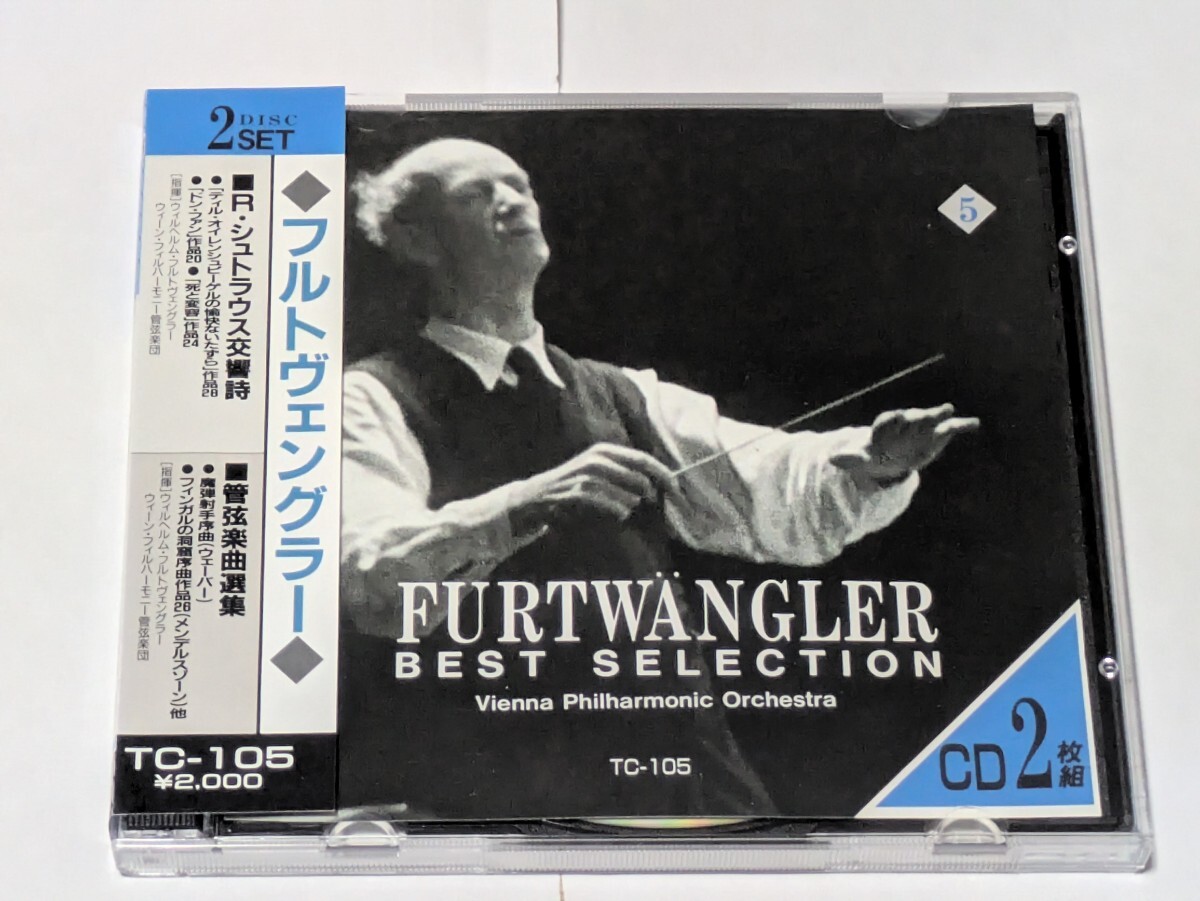 2 DISC
SET
◆フルトヴェングラー◆
■R・シュトラウス交響詩
●「ティル・オイレンシュピーゲルの愉快ないたずら」作品28
●「ドン・ファン」作品20 ●「死と変容」作品24
[指揮]ウィルヘルム・フルトヴェングラー
ウィーン・フィルハーモニー管弦楽団
■管弦楽曲選集
●魔弾射手序曲(ウェーバー)
●フィンガルの洞窟序曲作品26(メンデルスゾーン)他
[指揮]ウィルヘルム・フルトヴェングラー
ウィーン・フィルハーモニー管弦楽団
TC-105
¥2,000
5
FURTWÄNGLER
BEST SELECTION
Vienna Philharmonic Orchestra
TC-105
CD2枚組